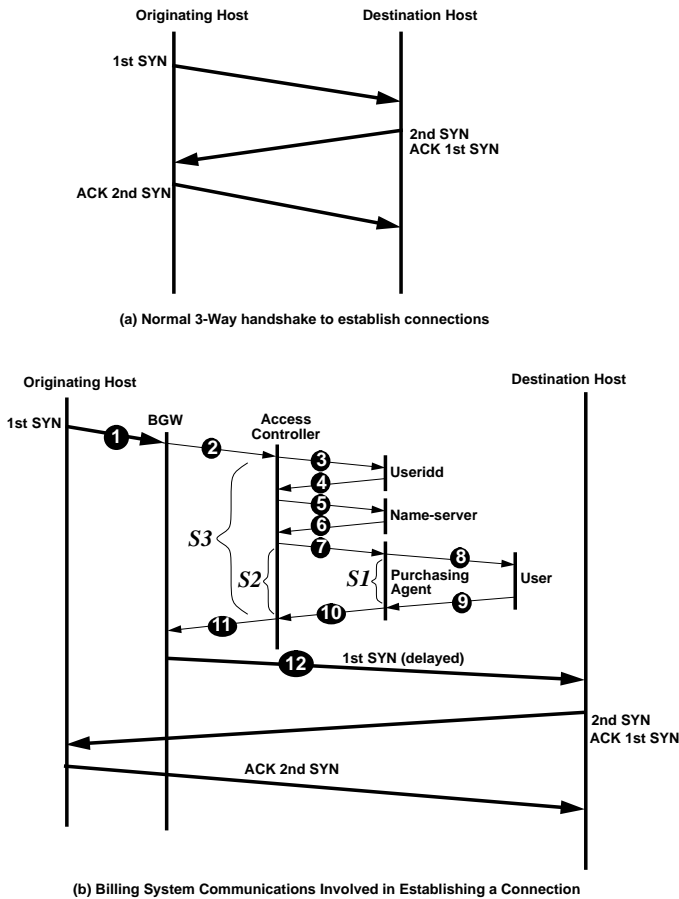 Originating Host
Destination Host
1st SYN
2nd SYN
ACK 1st SYN
ACK 2nd SYN
(a) Normal 3-Way handshake to establish connections
Originating Host
Destination Host
1st SYN
BGW
Access
Controller
1
2
3
Useridd
4
5
Name-server
6
S3
7
8
S2
S1
Purchasing
Agent
User
9
10
11
12
1st SYN (delayed)
2nd SYN
ACK 1st SYN
ACK 2nd SYN
(b) Billing System Communications Involved in Establishing a Connection